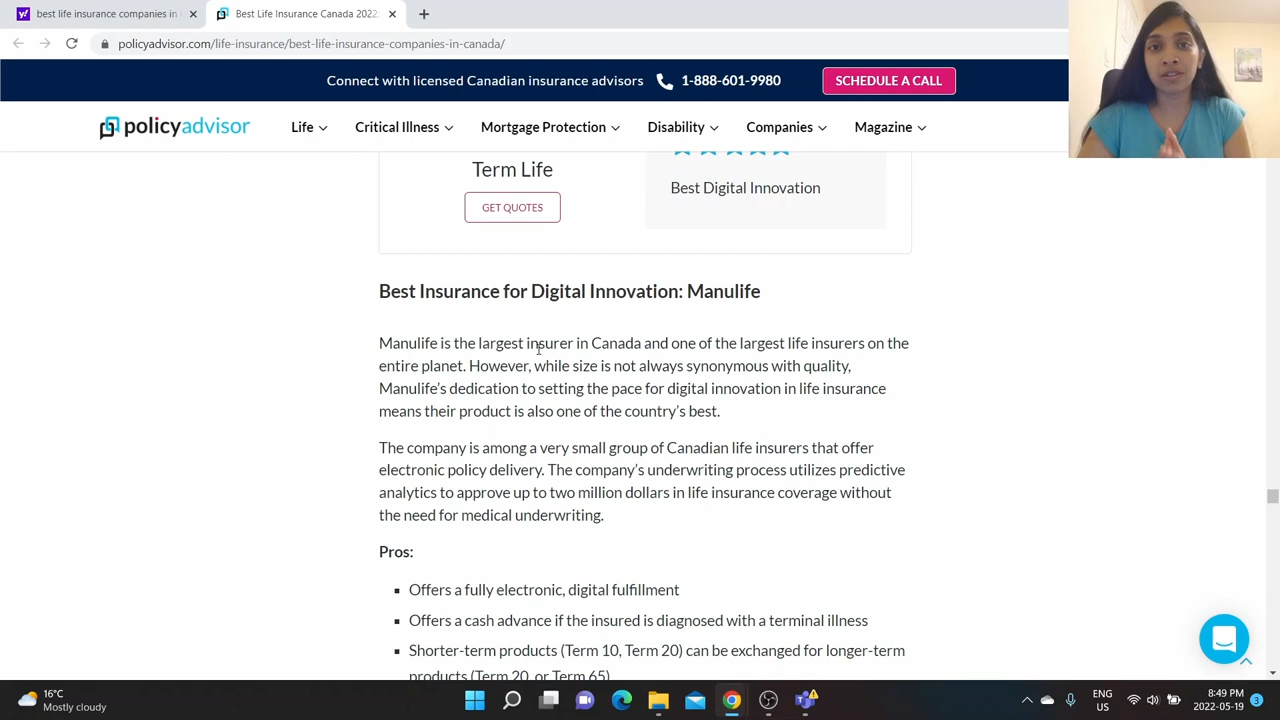 best life insurance companies in
Best Life Insurance Canada 2022:
policyadvisor.com/life-insurance/best-life-insurance-companies-in-canada/
Connect with licensed Canadian insurance advisors 1-888-601-9980 SCHEDULE A CALL
policyadvisor Life Critical Illness Mortgage Protection Disability Companies Magazine
Term Life
GET QUOTES
Best Digital Innovation
Best Insurance for Digital Innovation: Manulife
Manulife is the largest insurer in Canada and one of the largest life insurers on the
entire planet. However, while size is not always synonymous with quality,
Manulife's dedication to setting the pace for digital innovation in life insurance
means their product is also one of the country's best.
The company is among a very small group of Canadian life insurers that offer
electronic policy delivery. The company's underwriting process utilizes predictive
analytics to approve up to two million dollars in life insurance coverage without
the need for medical underwriting.
Pros:
Offers a fully electronic, digital fulfillment
Offers a cash advance if the insured is diagnosed with a terminal illness
Shorter-term products (Term 10, Term 20) can be exchanged for longer-term
products (Term 20, or Term 65)
16°C
Mostly cloudy
ENG
US
8:49 PM
2022-05-19
3